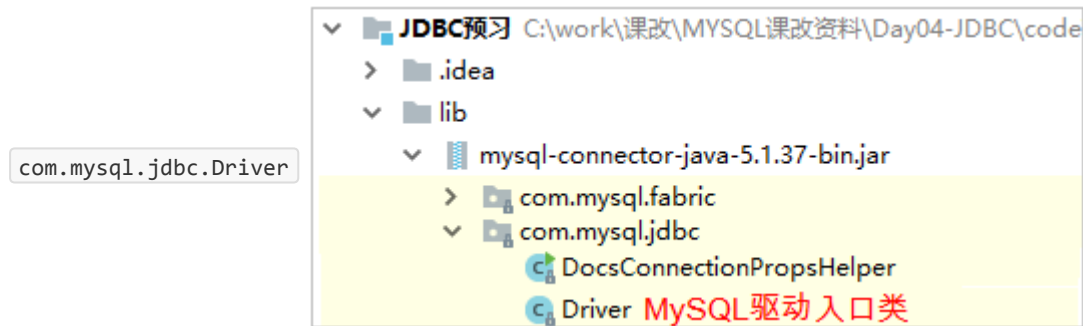 JDBC预习 C:\work\课改\MYSQL课改资料\Day04-JDBC\code
.idea
lib
mysql-connector-java-5.1.37-bin.jar
com.mysql.jdbc.Driver
com.mysql.fabric
com.mysql.jdbc
DocsConnectionPropsHelper
Driver MySQL驱动入口类